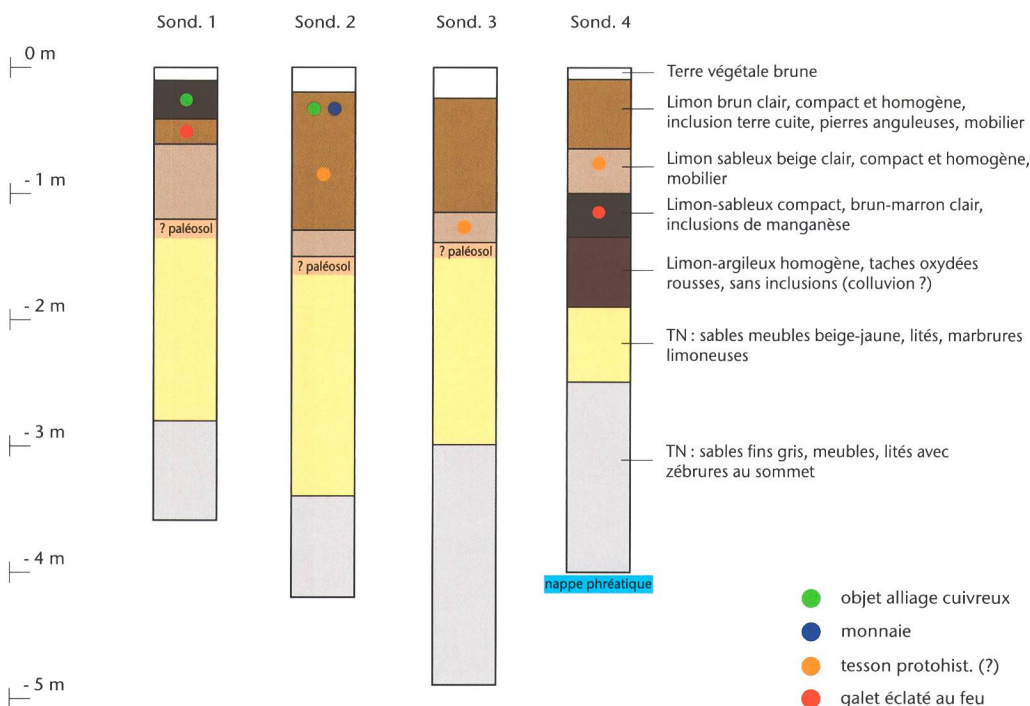 Sond. 1 Sond. 2 Sond. 3 Sond. 4
0 m
- 1 m
- 2 m
- 3 m
- 4 m
- 5 m
? paléosol
? paléosol
? paléosol
nappe phréatique
Terre végétale brune
Limon brun clair, compact et homogène,
inclusion terre cuite, pierres anguleuses, mobilier
Limon sableux beige clair, compact et homogène,
mobilier
Limon-sableux compact, brun-marron clair,
inclusions de manganèse
Limon-argileux homogène, taches oxydées
rousses, sans inclusions (colluvion ?)
TN : sables meubles beige-jaune, lités, marbrures
limoneuses
TN : sables fins gris, meubles, lités avec
zébrures au sommet
objet alliage cuivreux
monnaie
tesson protohist. (?)
galet éclaté au feu